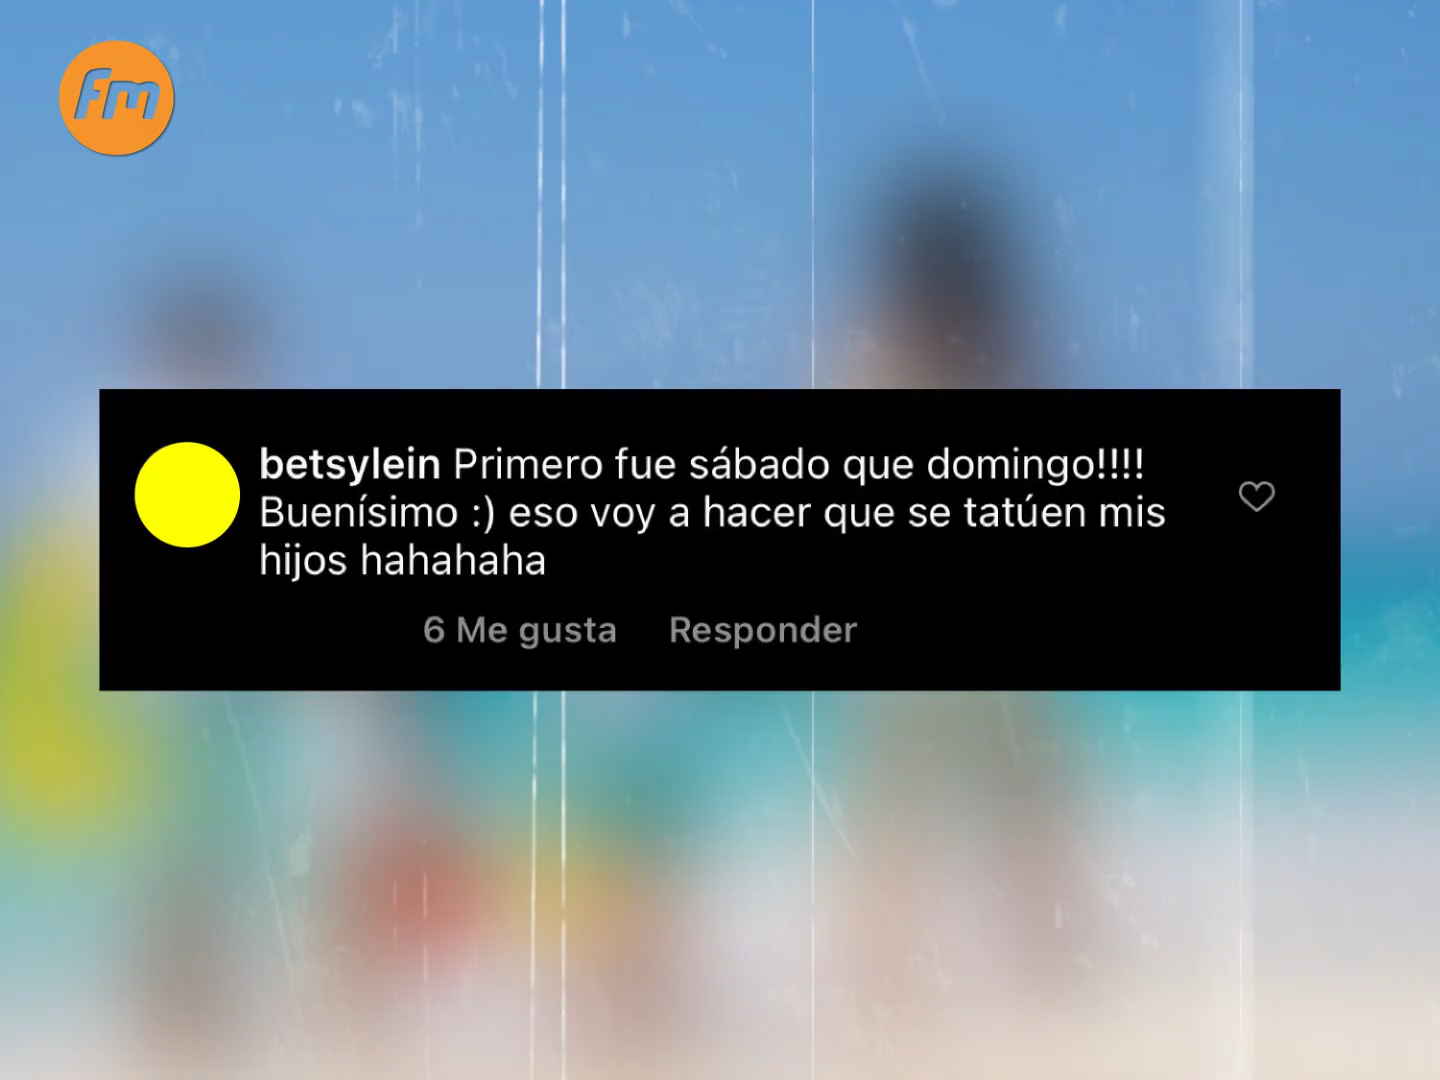 fm
betsylein Primero fue sábado que domingo!!!!
Buenísimo :) eso voy a hacer que se tatúen mis
hijos hahahaha
6 Me gusta Responder